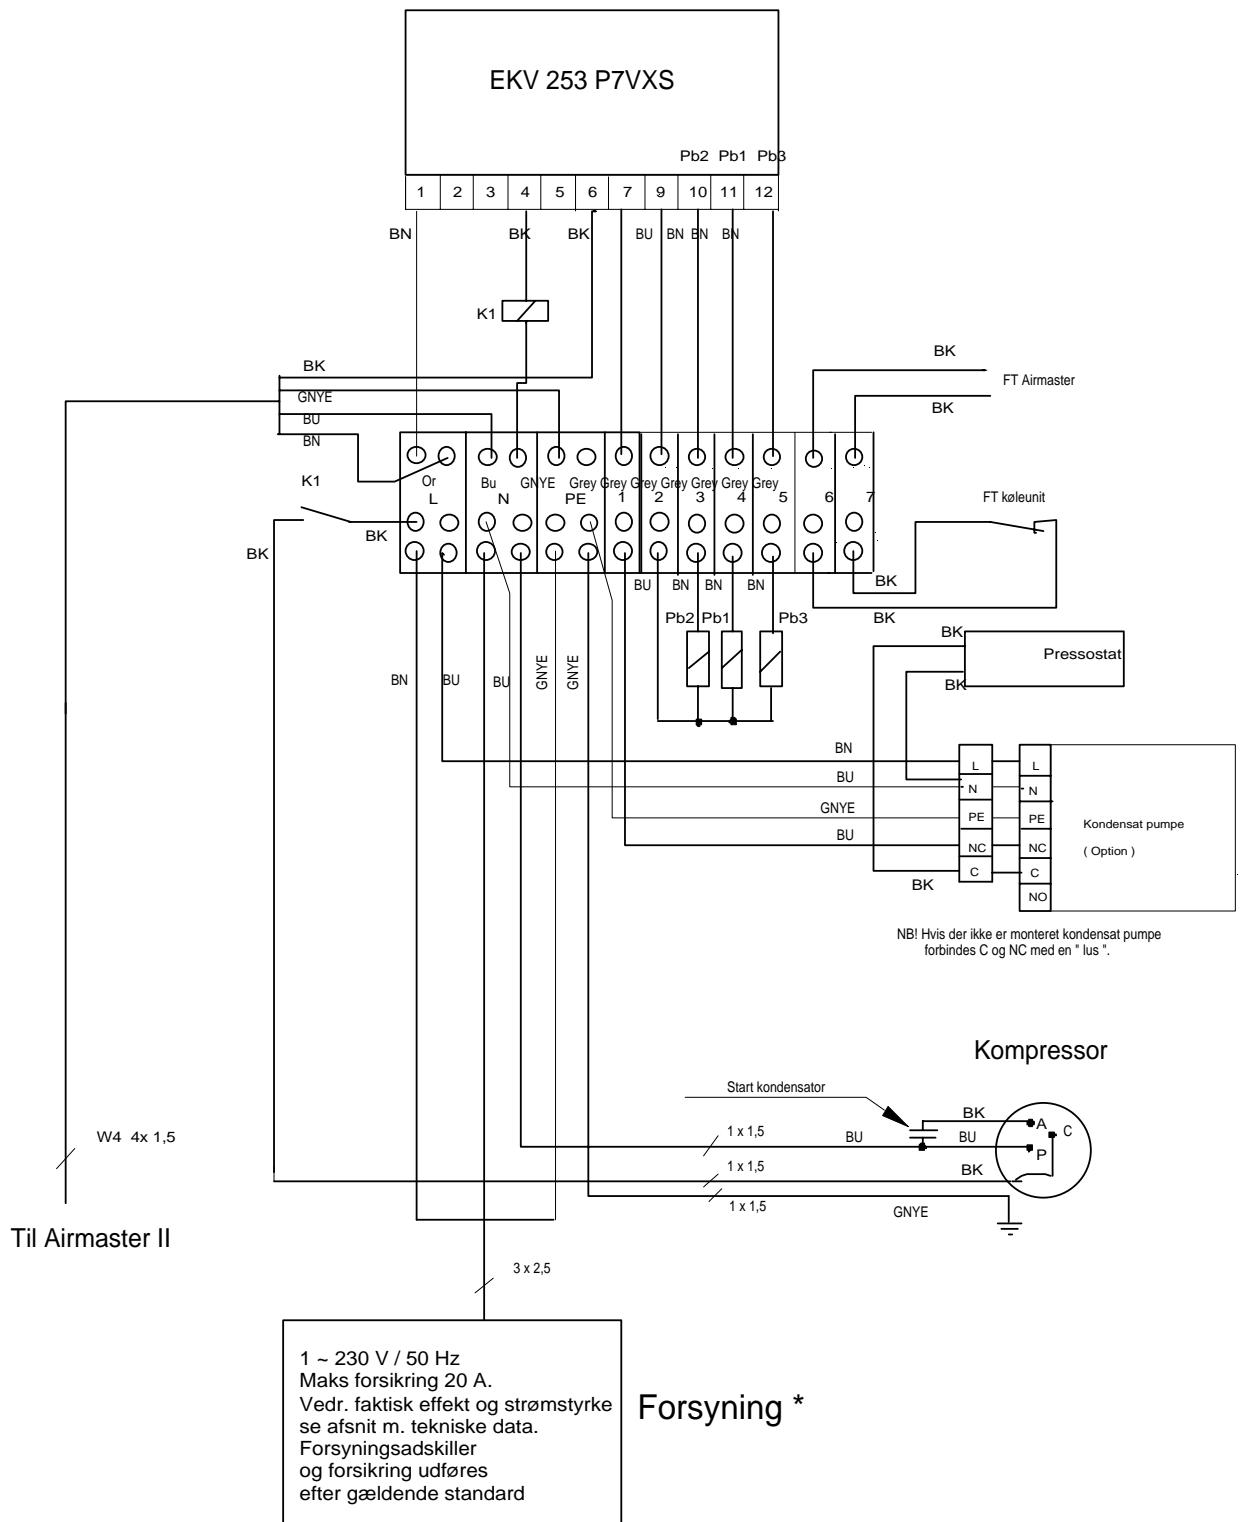 EKV 253 P7VXS
Pb2 Pb1 Pb3
1 2 3 4 5 6 7 9 10 11 12
BN BK BK BU BN BN BN
K1
BK
GNYE
BU
BN
BK
FT Airmaster
BK
K1
Or Bu GNYE Grey Grey Grey Grey Grey Grey Grey
L N PE 1 2 3 4 5 6 7
FT køleunit
BK
BK
BU BN BN BN
BK
BK
Pb2 Pb1 Pb3
BK
Pressostat
BK
BN BU BU GNYE GNYE
BN
BU
GNYE
BU
BK
L L
N N
PE PE
NC NC
C C
NO
Kondensat pumpe
( Option )
NB! Hvis der ikke er monteret kondensat pumpe
forbindes C og NC med en " lus ".
Kompressor
Start kondensator
BK
A
C
P
W4 4x 1,5
1 x 1,5
BU BU
1 x 1,5
BK
1 x 1,5
GNYE
Til Airmaster II
3 x 2,5
1 ~ 230 V / 50 Hz
Maks forsikring 20 A.
Vedr. faktisk effekt og strømstyrke
se afsnit m. tekniske data.
Forsyningsadskiller
og forsikring udføres
efter gældende standard
Forsyning *